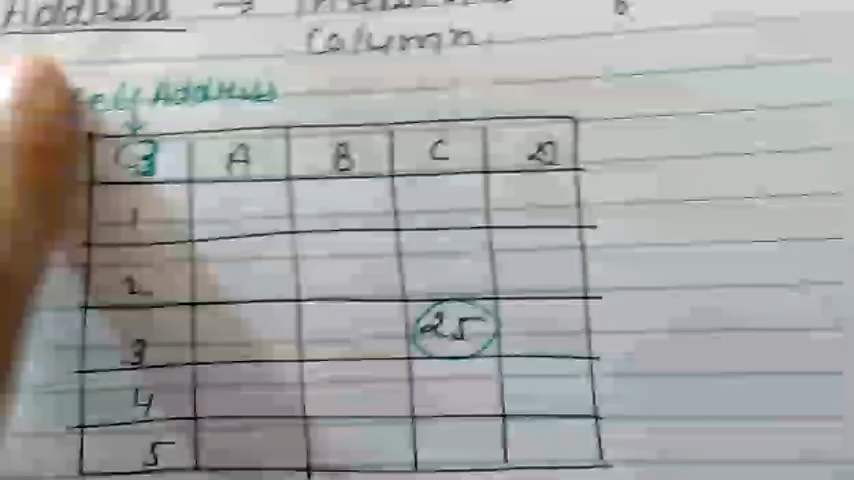 Address →
Column
Cell Address
C3 A B C D
1
2
3 25
4
5